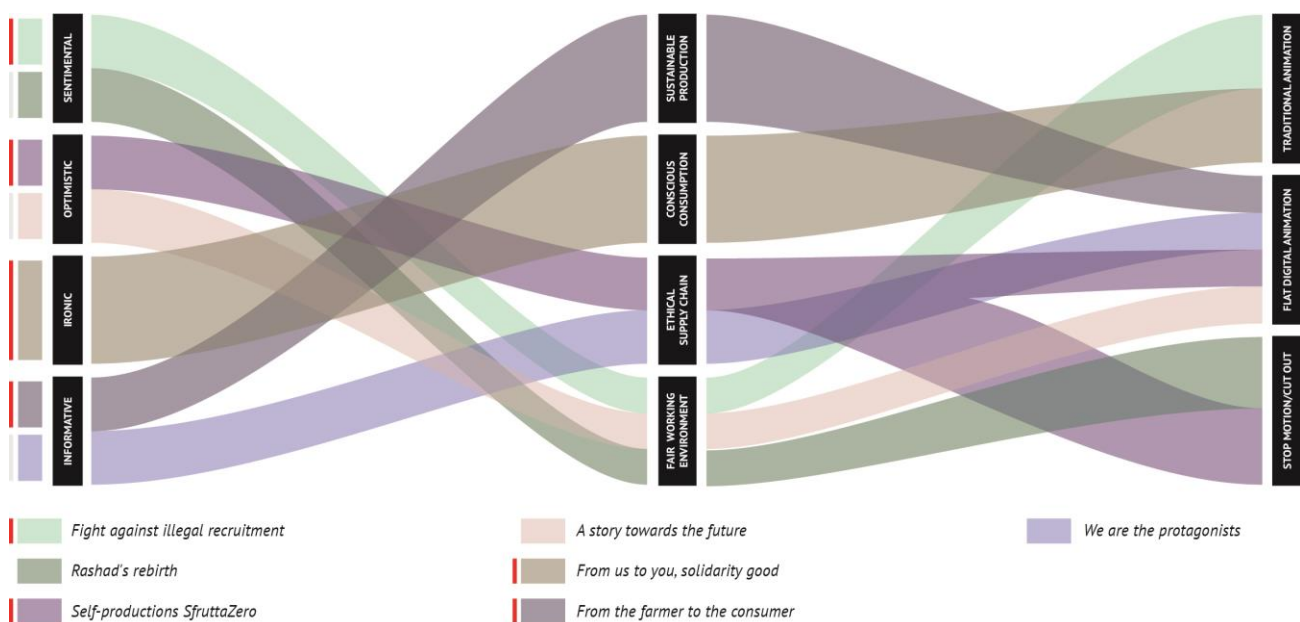 SENTIMENTAL
OPTIMISTIC
IRONIC
INFORMATIVE
SUSTAINABLE
PRODUCTION
CONSCIOUS
CONSUMPTION
ETHICAL
SUPPLY CHAIN
FAIR WORKING
ENVIRONMENT
TRADITIONAL ANIMATION
FLAT DIGITAL ANIMATION
STOP MOTION/CUT OUT
Fight against illegal recruitment
Rashad's rebirth
Self-productions SfruttaZero
A story towards the future
From us to you, solidarity good
From the farmer to the consumer
We are the protagonists